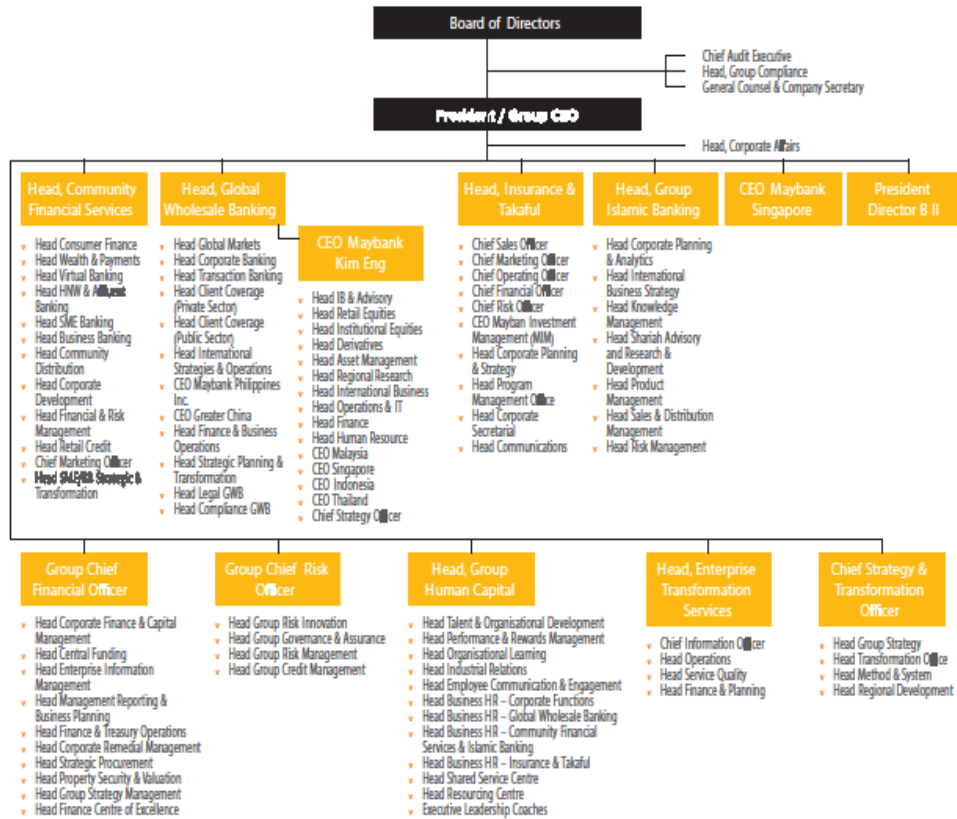 Board of Directors
Chief Audit Executive
Head, Group Compliance
General Counsel & Company Secretary
President / Group CEO
Head, Corporate Affairs
Head, Community
Financial Services
Head Consumer Finance
Head Wealth & Payments
Head Virtual Banking
Head HNW & Affluent
Banking
Head SME Banking
Head Business Banking
Head Community
Distribution
Head Corporate
Development
Head Financial & Risk
Management
Head Retail Credit
Chief Marketing Officer
Head SME/BB Strategic &
Transformation
Head, Global
Wholesale Banking
Head Global Markets
Head Corporate Banking
Head Transaction Banking
Head Client Coverage
(Private Sector)
Head Client Coverage
(Public Sector)
Head International
Strategies & Operations
CEO Maybank Philippines
Inc.
CEO Greater China
Head Finance & Business
Operations
Head Strategic Planning &
Transformation
Head Legal GWB
Head Compliance GWB
CEO Maybank
Kim Eng
Head IB & Advisory
Head Retail Equities
Head Institutional Equities
Head Derivatives
Head Asset Management
Head Regional Research
Head International Business
Head Operations & IT
Head Finance
Head Human Resource
CEO Malaysia
CEO Singapore
CEO Indonesia
CEO Thailand
Chief Strategy Officer
Head, Insurance &
Takaful
Chief Sales Officer
Chief Marketing Officer
Chief Operating Officer
Chief Financial Officer
Chief Risk Officer
CEO Mayban Investment
Management (MIM)
Head Corporate Planning
& Strategy
Head Program
Management Office
Head Corporate
Secretarial
Head Communications
Head, Group
Islamic Banking
Head Corporate Planning
& Analytics
Head International
Business Strategy
Head Knowledge
Management
Head Shariah Advisory
and Research &
Development
Head Product
Management
Head Sales & Distribution
Management
Head Risk Management
CEO Maybank
Singapore
President
Director B II
Group Chief
Financial Officer
Head Corporate Finance & Capital
Management
Head Central Funding
Head Enterprise Information
Management
Head Management Reporting &
Business Planning
Head Finance & Treasury Operations
Head Corporate Remedial Management
Head Strategic Procurement
Head Property Security & Valuation
Head Group Strategy Management
Head Finance Centre of Excellence
Group Chief Risk
Officer
Head Group Risk Innovation
Head Group Governance & Assurance
Head Group Risk Management
Head Group Credit Management
Head, Group
Human Capital
Head Talent & Organisational Development
Head Performance & Rewards Management
Head Organisational Learning
Head Industrial Relations
Head Employee Communication & Engagement
Head Business HR – Corporate Functions
Head Business HR – Global Wholesale Banking
Head Business HR – Community Financial
Services & Islamic Banking
Head Business HR – Insurance & Takaful
Head Shared Service Centre
Head Resourcing Centre
Executive Leadership Coaches
Head, Enterprise
Transformation
Services
Chief Information Officer
Head Operations
Head Service Quality
Head Finance & Planning
Chief Strategy &
Transformation
Officer
Head Group Strategy
Head Transformation Office
Head Method & System
Head Regional Development